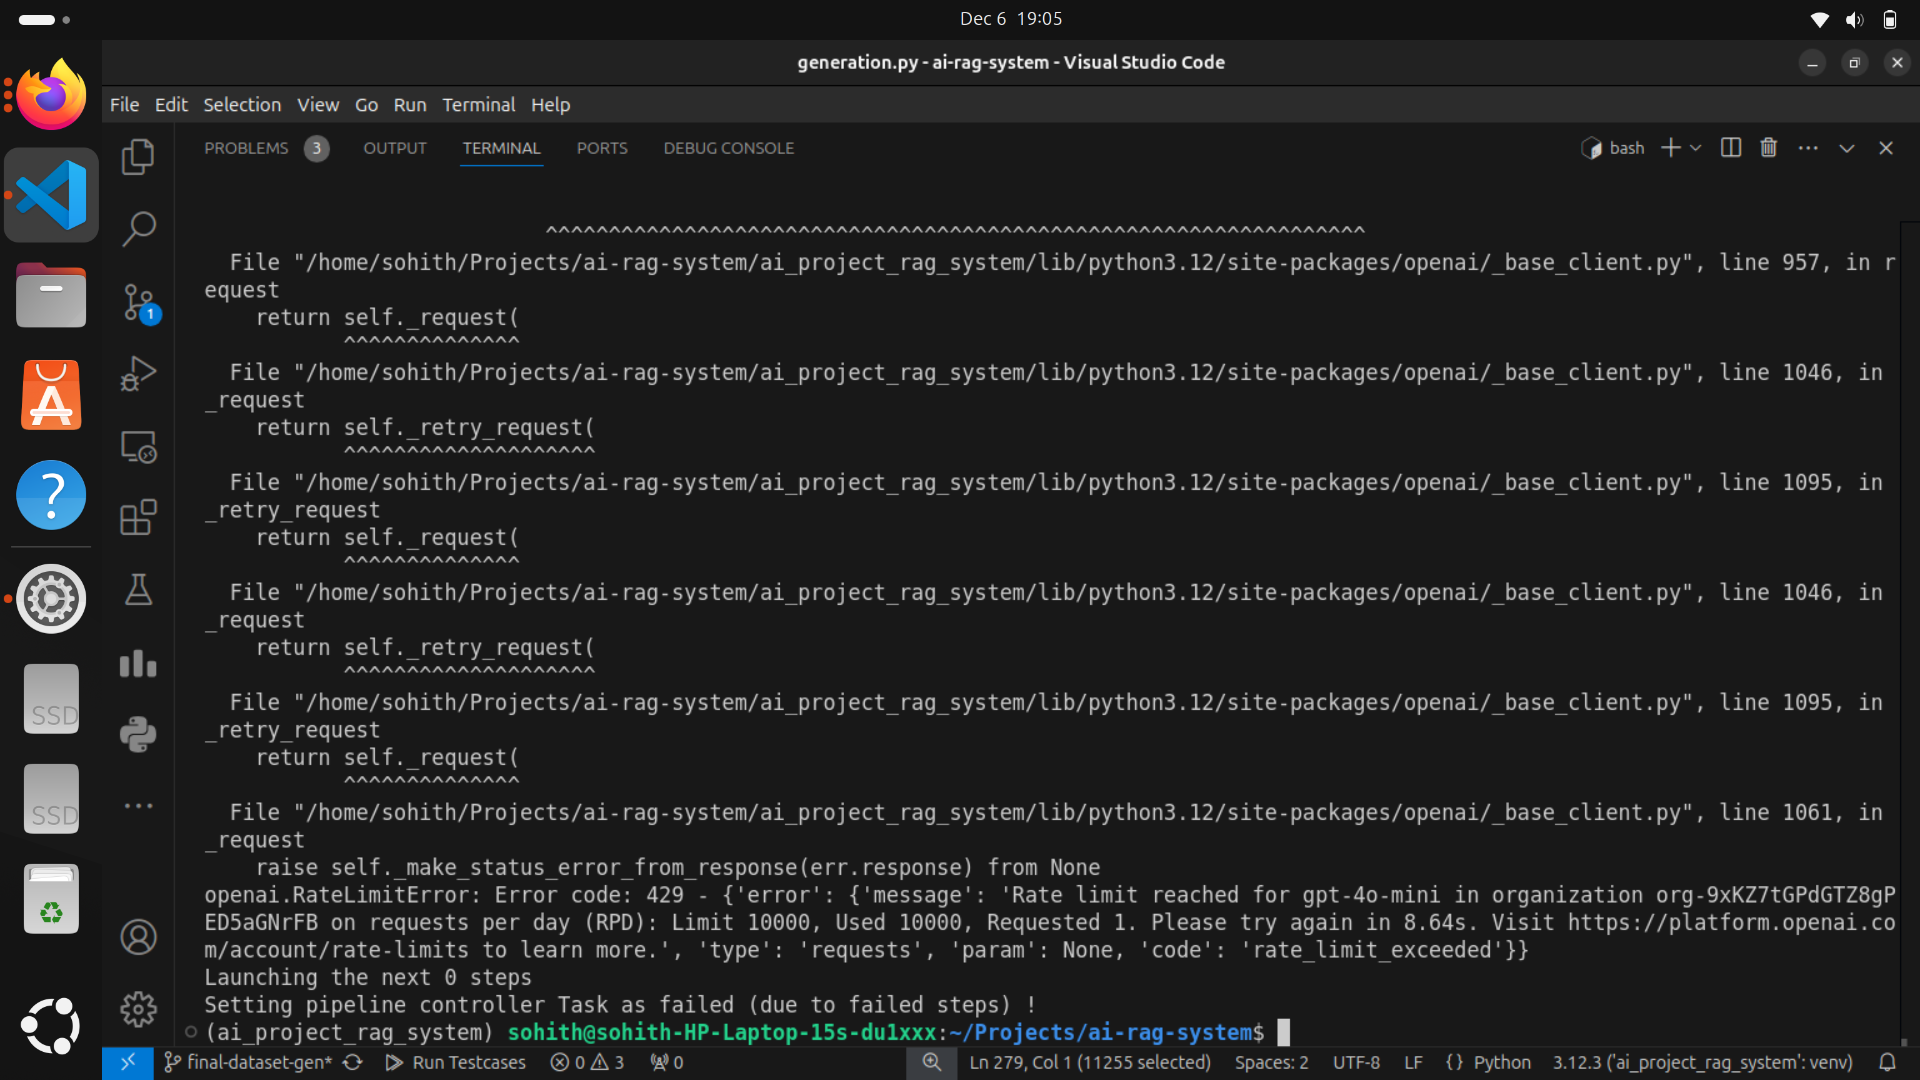 Dec 6 19:05
generation.py - ai-rag-system - Visual Studio Code
File Edit Selection View Go Run Terminal Help
PROBLEMS 3 OUTPUT TERMINAL PORTS DEBUG CONSOLE bash
^^^^^^^^^^^^^^^^^^^^^^^^^^^^^^^^^^^^^^^^^^^^^^^^^^^^^^^^^^^^^^^^^
File "/home/sohith/Projects/ai-rag-system/ai_project_rag_system/lib/python3.12/site-packages/openai/_base_client.py", line 957, in r
equest
return self._request(
^^^^^^^^^^^^^^
File "/home/sohith/Projects/ai-rag-system/ai_project_rag_system/lib/python3.12/site-packages/openai/_base_client.py", line 1046, in
_request
return self._retry_request(
^^^^^^^^^^^^^^^^^^^^
File "/home/sohith/Projects/ai-rag-system/ai_project_rag_system/lib/python3.12/site-packages/openai/_base_client.py", line 1095, in
_retry_request
return self._request(
^^^^^^^^^^^^^^
File "/home/sohith/Projects/ai-rag-system/ai_project_rag_system/lib/python3.12/site-packages/openai/_base_client.py", line 1046, in
_request
return self._retry_request(
^^^^^^^^^^^^^^^^^^^^
File "/home/sohith/Projects/ai-rag-system/ai_project_rag_system/lib/python3.12/site-packages/openai/_base_client.py", line 1095, in
_retry_request
return self._request(
^^^^^^^^^^^^^^
File "/home/sohith/Projects/ai-rag-system/ai_project_rag_system/lib/python3.12/site-packages/openai/_base_client.py", line 1061, in
_request
raise self._make_status_error_from_response(err.response) from None
openai.RateLimitError: Error code: 429 - {'error': {'message': 'Rate limit reached for gpt-4o-mini in organization org-9xKZ7tGPdGTZ8gP
ED5aGNrFB on requests per day (RPD): Limit 10000, Used 10000, Requested 1. Please try again in 8.64s. Visit https://platform.openai.co
m/account/rate-limits to learn more.', 'type': 'requests', 'param': None, 'code': 'rate_limit_exceeded'}}
Launching the next 0 steps
Setting pipeline controller Task as failed (due to failed steps) !
(ai_project_rag_system) sohith@sohith-HP-Laptop-15s-du1xxx:~/Projects/ai-rag-system$
1
SSD
SSD
final-dataset-gen* Run Testcases 0 3 0 Ln 279, Col 1 (11255 selected) Spaces: 2 UTF-8 LF {} Python 3.12.3 ('ai_project_rag_system': venv)